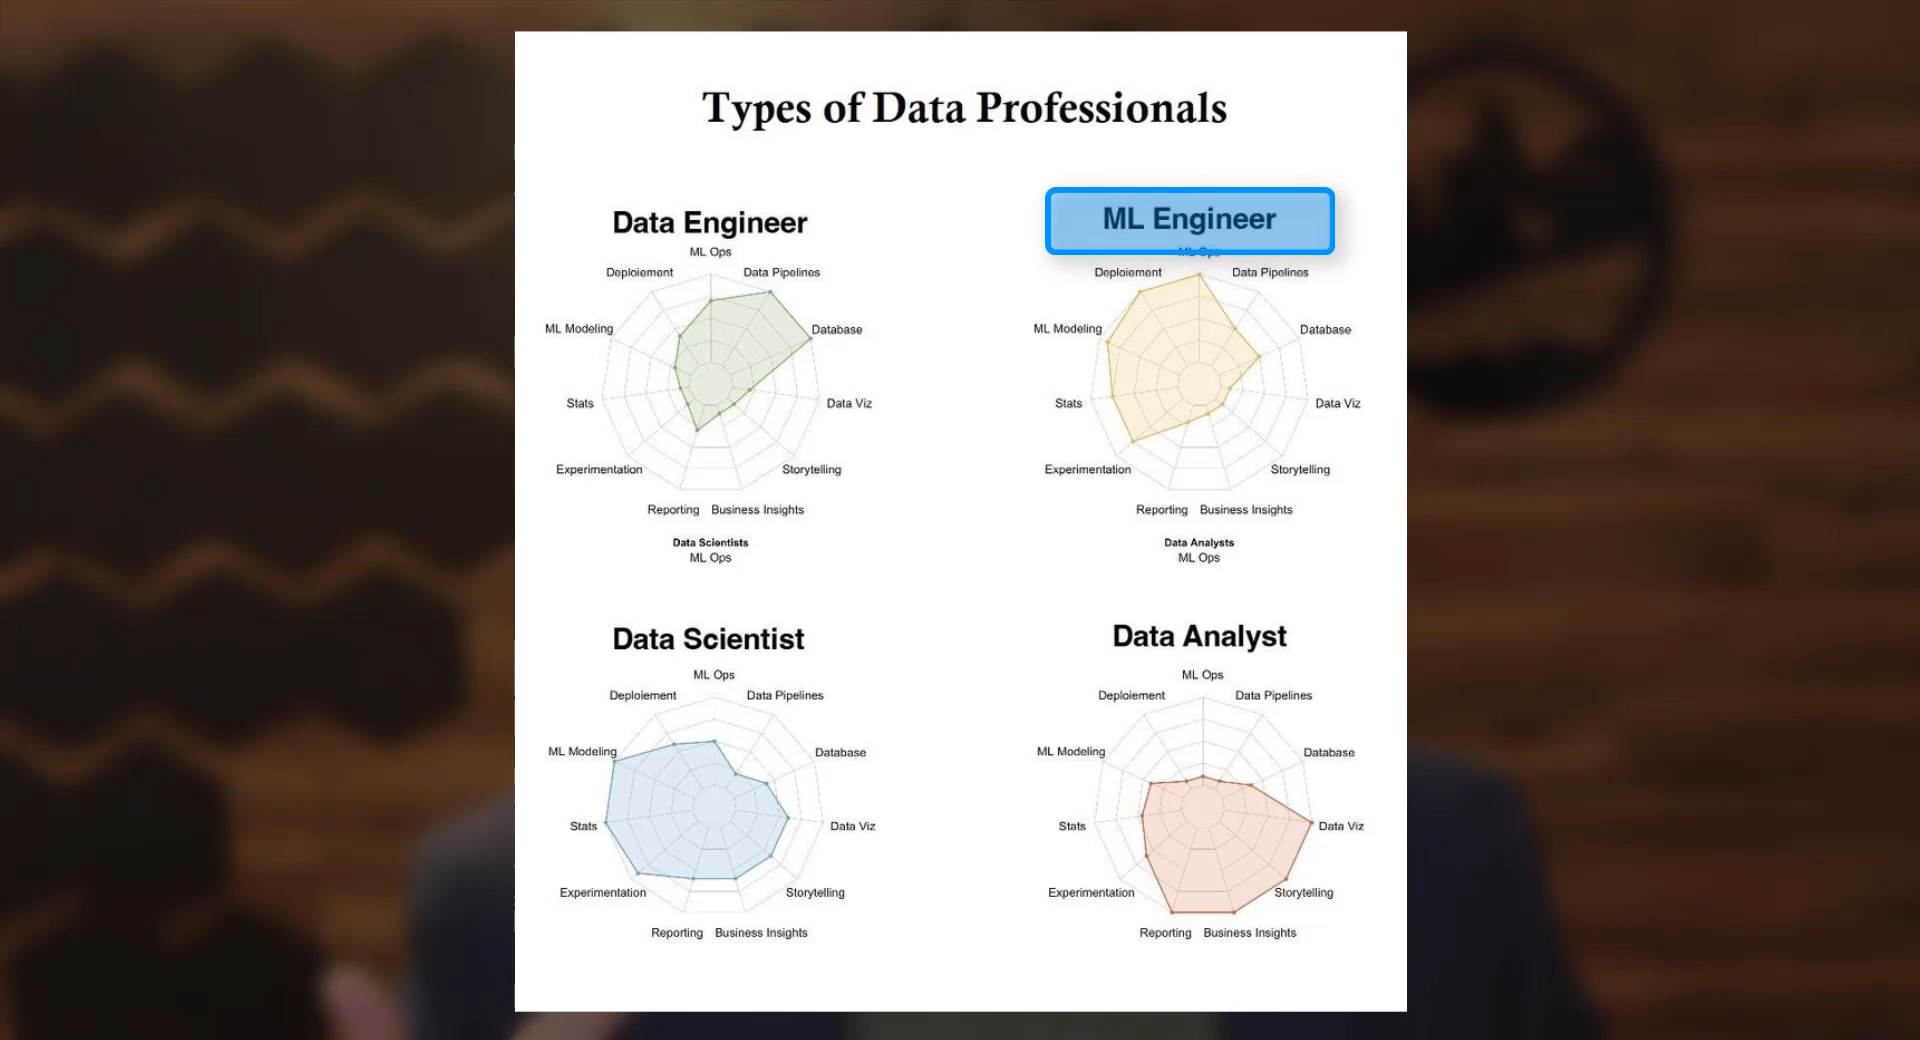 Types of Data Professionals
Data Engineer
ML Ops
Deploiement
Data Pipelines
ML Modeling
Database
Stats
Data Viz
Experimentation
Storytelling
Reporting
Business Insights
Data Scientists
ML Ops
ML Engineer
ML Ops
Deploiement
Data Pipelines
ML Modeling
Database
Stats
Data Viz
Experimentation
Storytelling
Reporting
Business Insights
Data Analysts
ML Ops
Data Scientist
ML Ops
Deploiement
Data Pipelines
ML Modeling
Database
Stats
Data Viz
Experimentation
Storytelling
Reporting
Business Insights
Data Analyst
ML Ops
Deploiement
Data Pipelines
ML Modeling
Database
Stats
Data Viz
Experimentation
Storytelling
Reporting
Business Insights